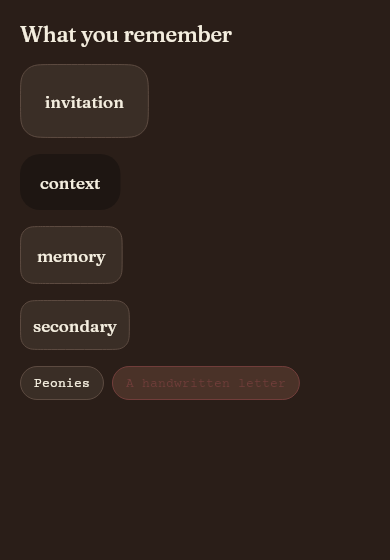 What you remember
invitation
context
memory
secondary
Peonies A handwritten letter